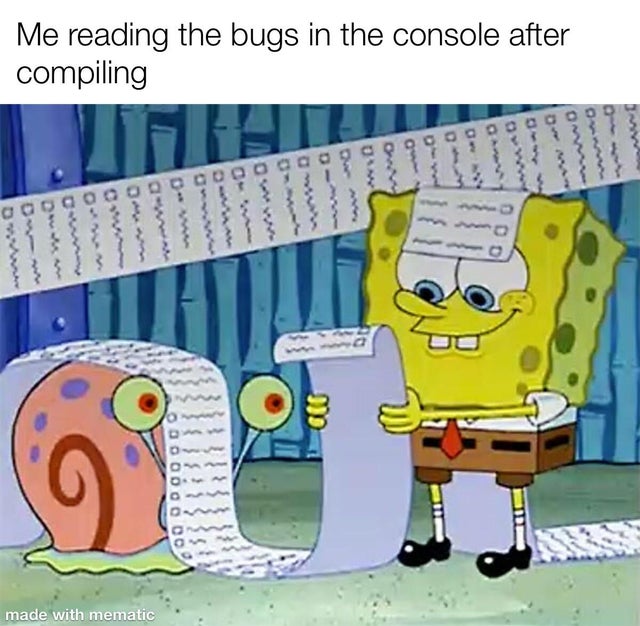 Me reading the bugs in the console after
compiling
made with mematic